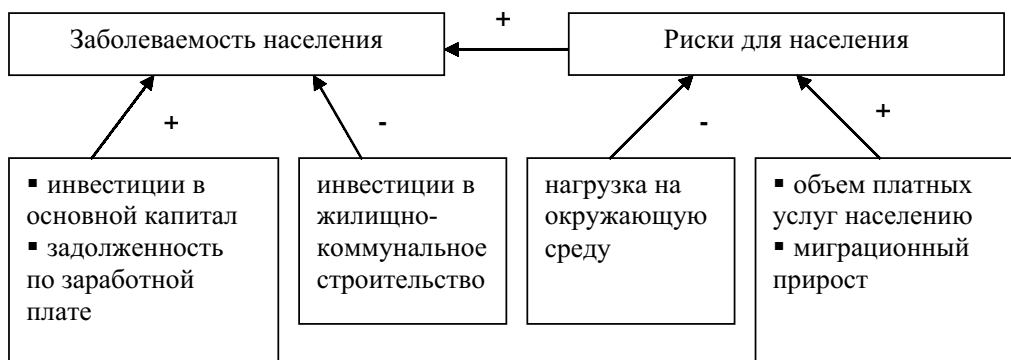 +
Заболеваемость населения
Риски для населения
+
-
-
+
▪ инвестиции в
основной капитал
▪ задолженность
по заработной
плате
инвестиции в
жилищно-
коммунальное
строительство
нагрузка на
окружающую
среду
▪ объем платных
услуг населению
▪ миграционный
прирост